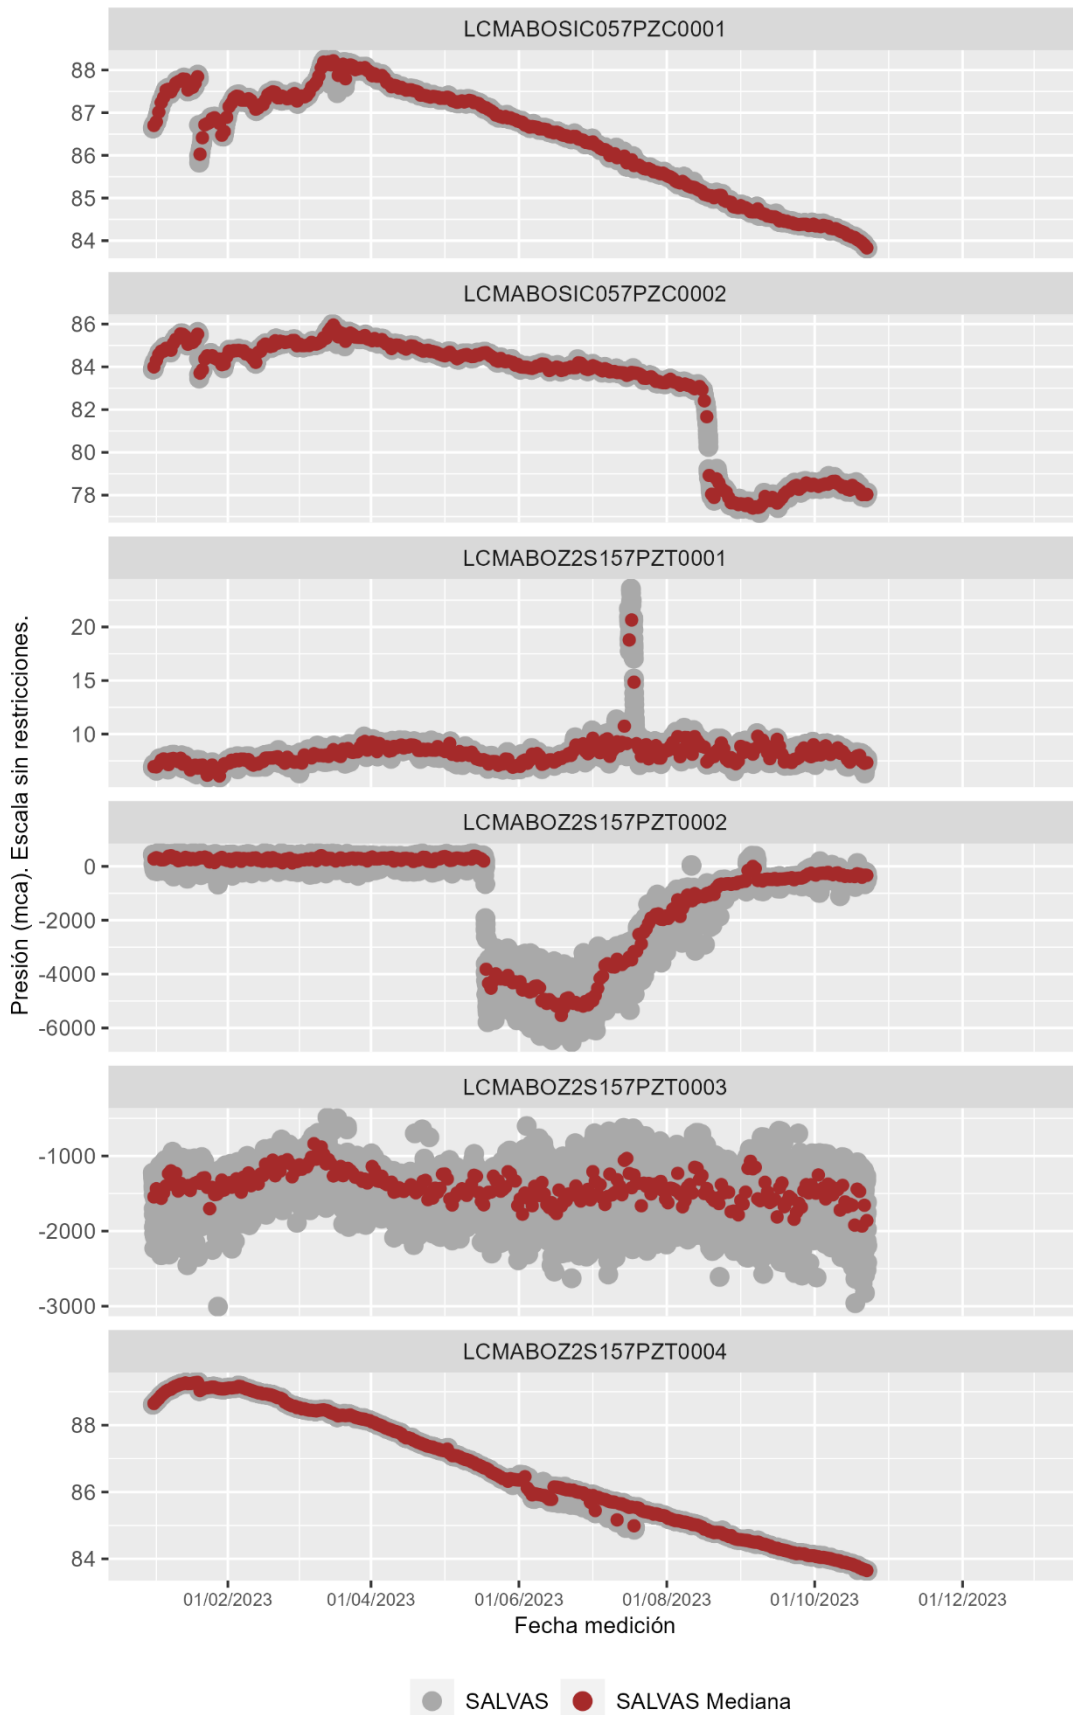 LCMABOSIC057PZC0001
88
87
86
85
84
LCMABOSIC057PZC0002
86
84
82
80
78
LCMABOZ2S157PZT0001
20
15
10
LCMABOZ2S157PZT0002
0
-2000
-4000
-6000
LCMABOZ2S157PZT0003
-1000
-2000
-3000
LCMABOZ2S157PZT0004
88
86
84
Presión (mca). Escala sin restricciones.
01/02/2023 01/04/2023 01/06/2023 01/08/2023 01/10/2023 01/12/2023
Fecha medición
SALVAS SALVAS Mediana